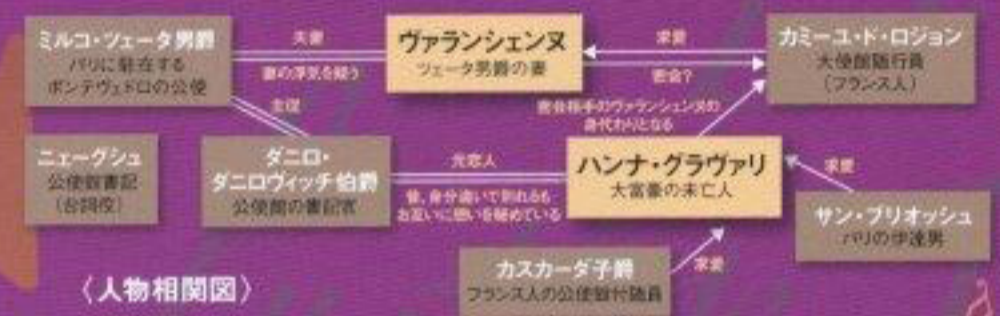 ミルコ・ツェータ男爵
パリに駐在する
ポンテヴェドロの公使
夫妻
妻の浮気を疑う
ヴァランシェンヌ
ツェータ男爵の妻
求愛
密会?
カミーユ・ド・ロジョン
大使館随行員
(フランス人)
主従
密会相手のヴァランシェンヌの
身代わりとなる
ニェーグシュ
公使館書記
(台詞役)
ダニロ・
ダニロヴィッチ伯爵
公使館の書記官
元恋人
昔、身分違いで別れるも
お互いに想いを秘めている
ハンナ・グラヴァリ
大富豪の未亡人
求愛
サン・ブリオッシュ
パリの伊達男
カスカーダ子爵
フランス人の公使館付随員
求愛
〈人物相関図〉